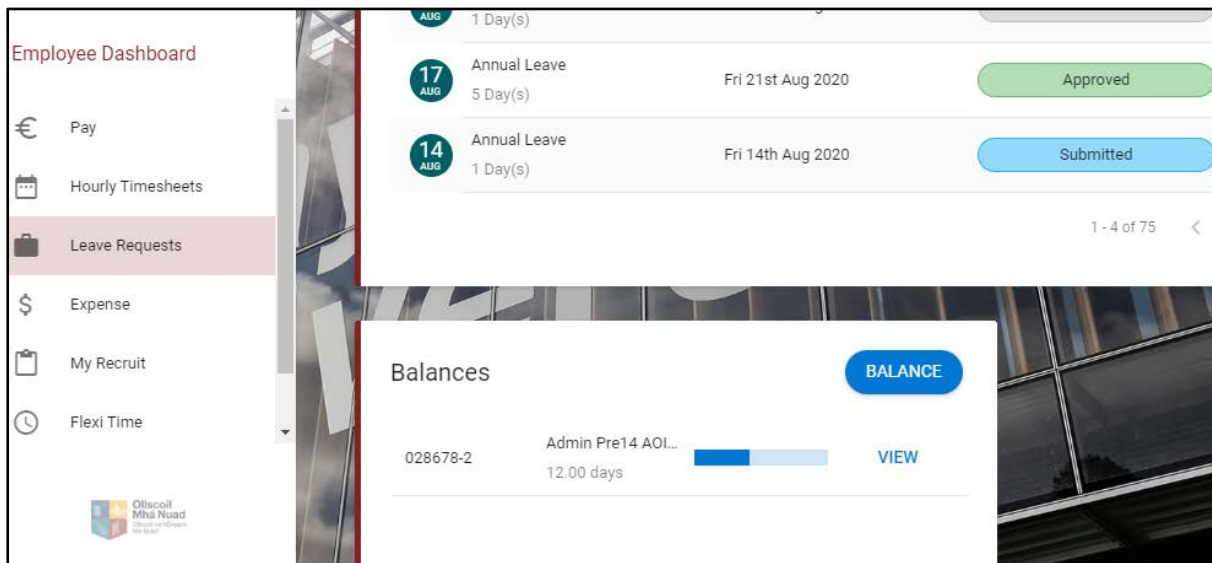 Employee Dashboard
Pay
Hourly Timesheets
Leave Requests
Expense
My Recruit
Flexi Time
Ollscoil
Mhá Nuad
AUG
1 Day(s)
17
AUG
Annual Leave
5 Day(s)
Fri 21st Aug 2020
Approved
14
AUG
Annual Leave
1 Day(s)
Fri 14th Aug 2020
Submitted
1 - 4 of 75
Balances
BALANCE
028678-2
Admin Pre14 AOI...
12.00 days
VIEW